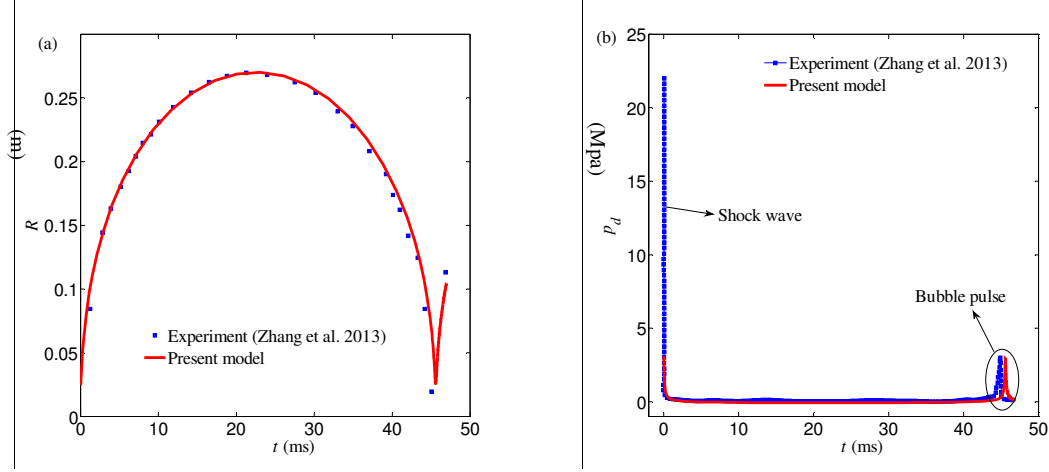 (a)
0.25
0.2
0.15
0.1
0.05
0
R
(m)
Experiment (Zhang et al. 2013)
Present model
0 10 20 30 40 50
t (ms)
(b)
25
20
15
10
5
0
p_d
(Mpa)
Experiment (Zhang et al. 2013)
Present model
Shock wave
Bubble pulse
0 10 20 30 40 50
t (ms)